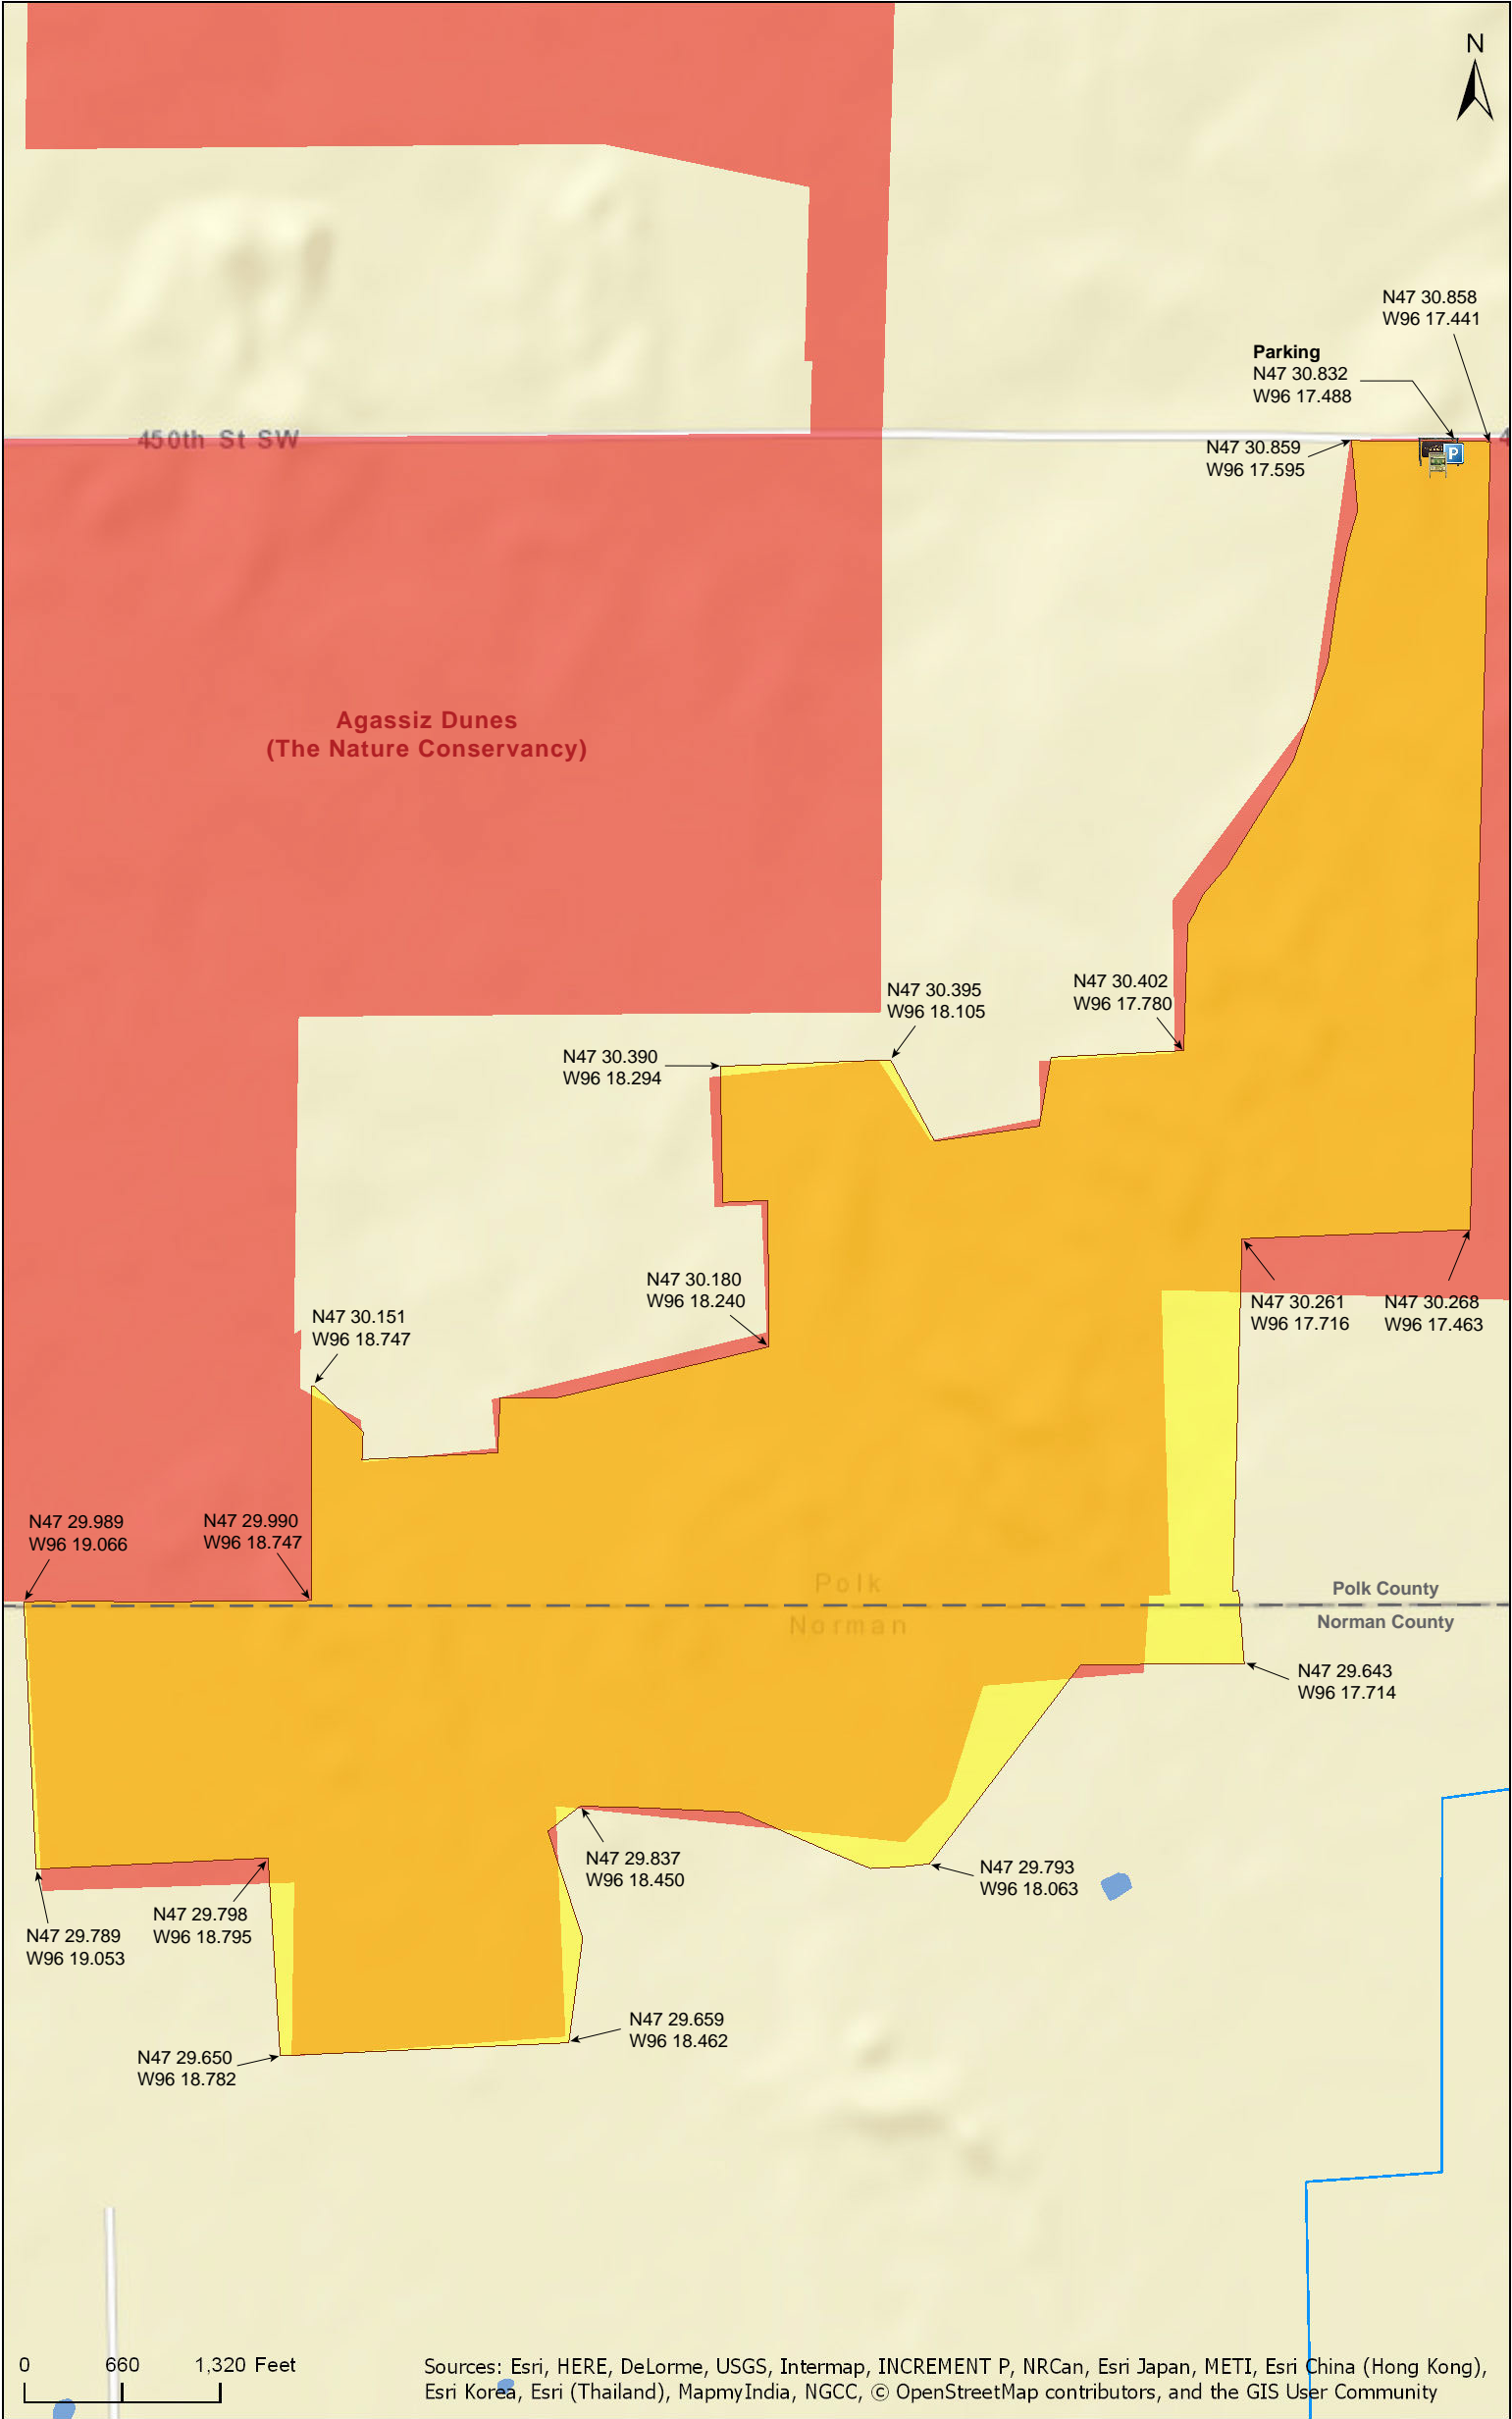 N
N47 30.858
W96 17.441
Parking
N47 30.832
W96 17.488
450th St SW
4
N47 30.859
W96 17.595
P
Agassiz Dunes
(The Nature Conservancy)
N47 30.395
W96 18.105
N47 30.402
W96 17.780
N47 30.390
W96 18.294
N47 30.180
W96 18.240
N47 30.261
W96 17.716
N47 30.268
W96 17.463
N47 30.151
W96 18.747
N47 29.989
W96 19.066
N47 29.990
W96 18.747
Polk
Norman
Polk County
Norman County
N47 29.643
W96 17.714
N47 29.837
W96 18.450
N47 29.793
W96 18.063
N47 29.798
W96 18.795
N47 29.789
W96 19.053
N47 29.659
W96 18.462
N47 29.650
W96 18.782
0 660 1,320 Feet
Sources: Esri, HERE, DeLorme, USGS, Intermap, INCREMENT P, NRCan, Esri Japan, METI, Esri China (Hong Kong),
Esri Korea, Esri (Thailand), MapmyIndia, NGCC, © OpenStreetMap contributors, and the GIS User Community